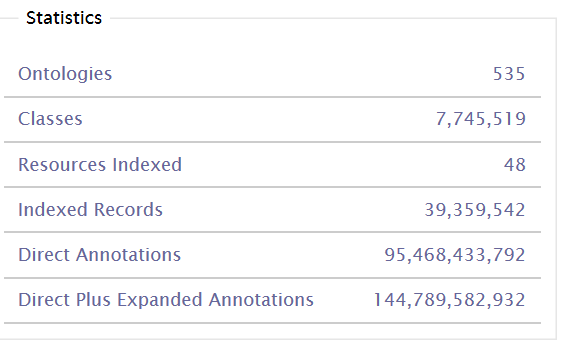 Statistics
Ontologies 535
Classes 7,745,519
Resources Indexed 48
Indexed Records 39,359,542
Direct Annotations 95,468,433,792
Direct Plus Expanded Annotations 144,789,582,932